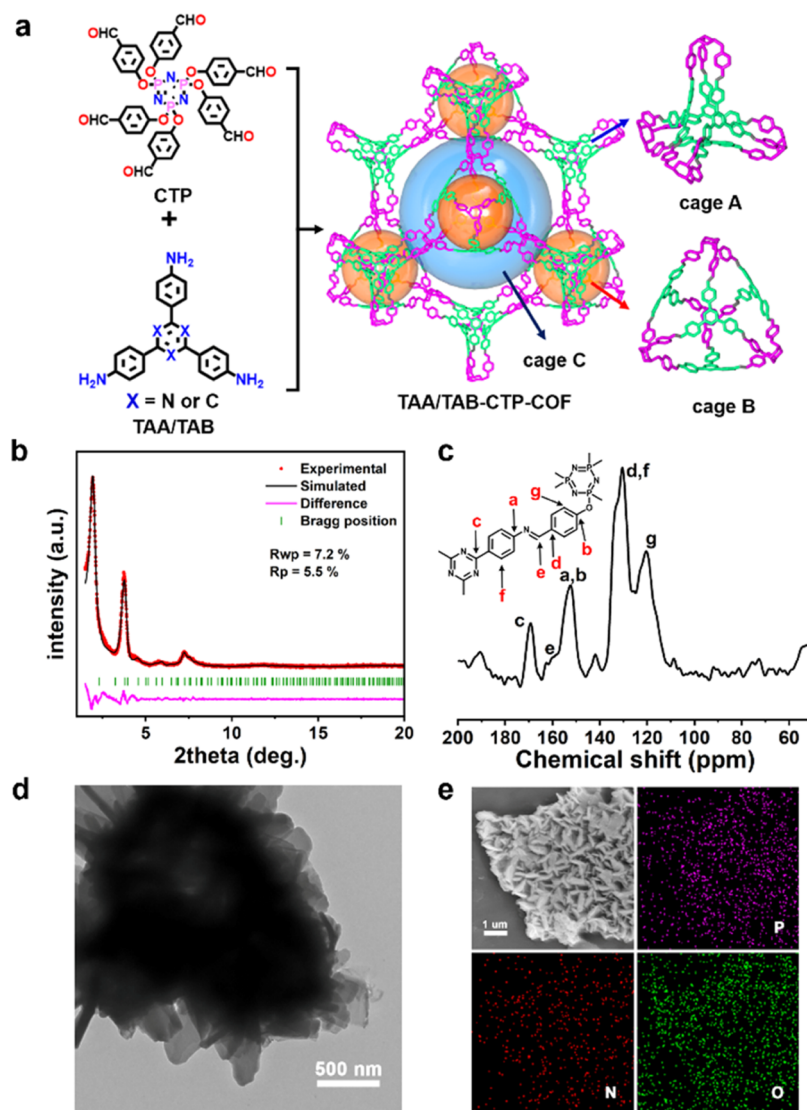 a
CHO
CHO
OHC
CHO
OHC
CHO
O O N O O
P P
N N
P
O O
CTP
+
NH2
X X
X
H2N NH2
X = N or C
TAA/TAB
cage C
TAA/TAB-CTP-COF
cage A
cage B
b
Experimental
Simulated
Difference
Bragg position
Rwp = 7.2 %
Rp = 5.5 %
intensity (a.u.)
5 10 15 20
2theta (deg.)
c
N
P P
N N
P
O
g
a
c
N
N N
N
b
d
e
f
d,f
g
a,b
c
e
200 180 160 140 120 100 80 60
Chemical shift (ppm)
d
500 nm
e
1 um
P
N
O